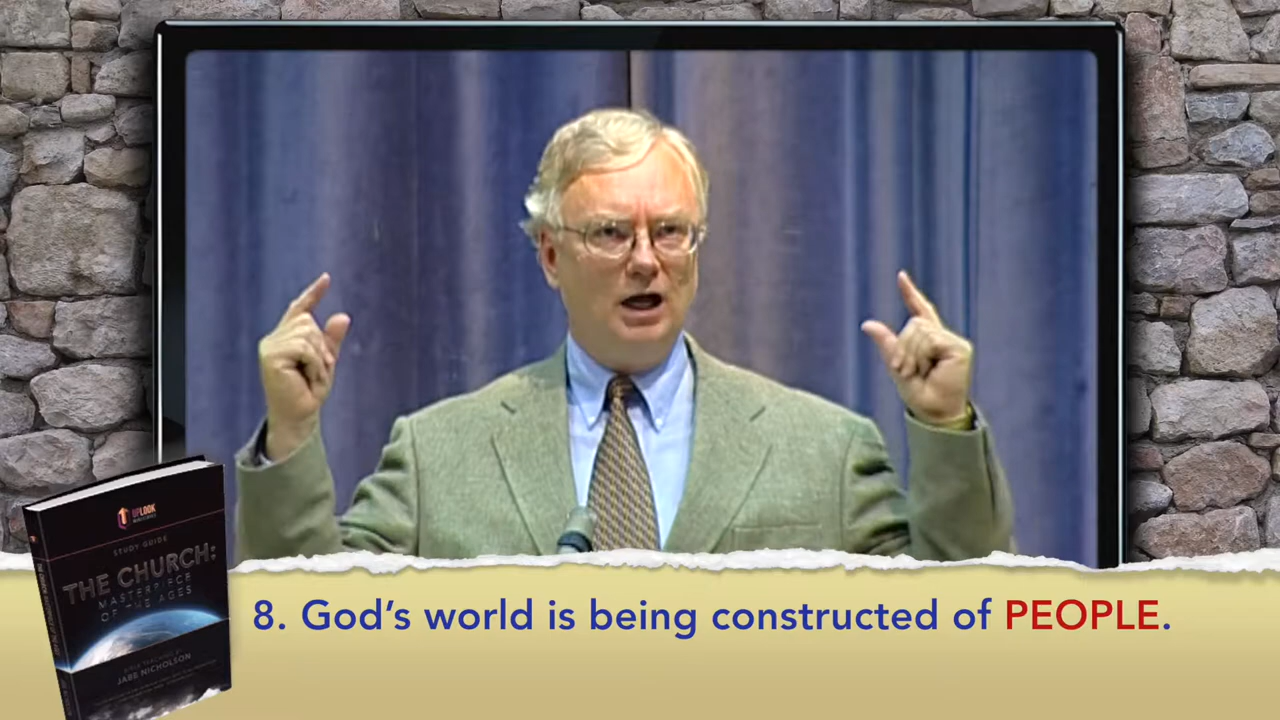 UPLOOK
STUDY GUIDE
THE CHURCH:
MASTERPIECE
OF THE AGES
JABE NICHOLSON
8. God's world is being constructed of PEOPLE.